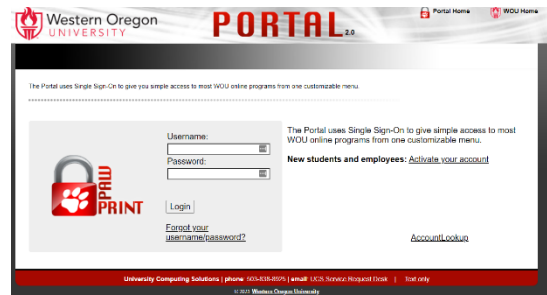 Western Oregon
UNIVERSITY
PORTAL 2.0
Portal Home
WOU Home
The Portal uses Single Sign-On to give you simple access to most WOU online programs from one customizable menu.
Username:
Password:
PAW
PRINT
Login
Forgot your
username/password?
The Portal uses Single Sign-On to give simple access to most
WOU online programs from one customizable menu.
New students and employees: Activate your account
AccountLookup
University Computing Solutions | phone: 503-838-8925 | email: UCS Service Request Desk | Text only
© 2021 Western Oregon University